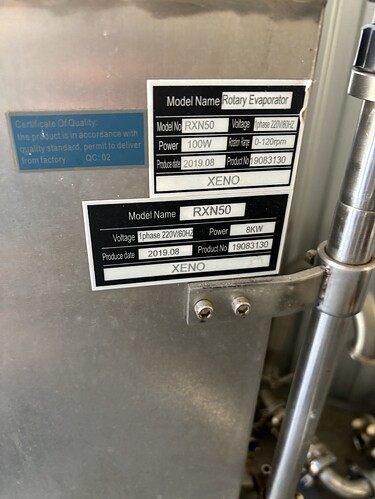 Certificate Of Quality:
the product is in accordance with
quality standard, permit to deliver
from factory. QC. 02
Model Name Rotary Evaporator
Model No RXN50 Voltage 1phase 220V/60HZ
Power 100W Rotation Range 0-120rpm
Produce date 2019.08 Product No 19083130
XENO
Model Name RXN50
Voltage 1phase 220V/60HZ Power 8KW
Produce date 2019.08 Product No 19083130
XENO